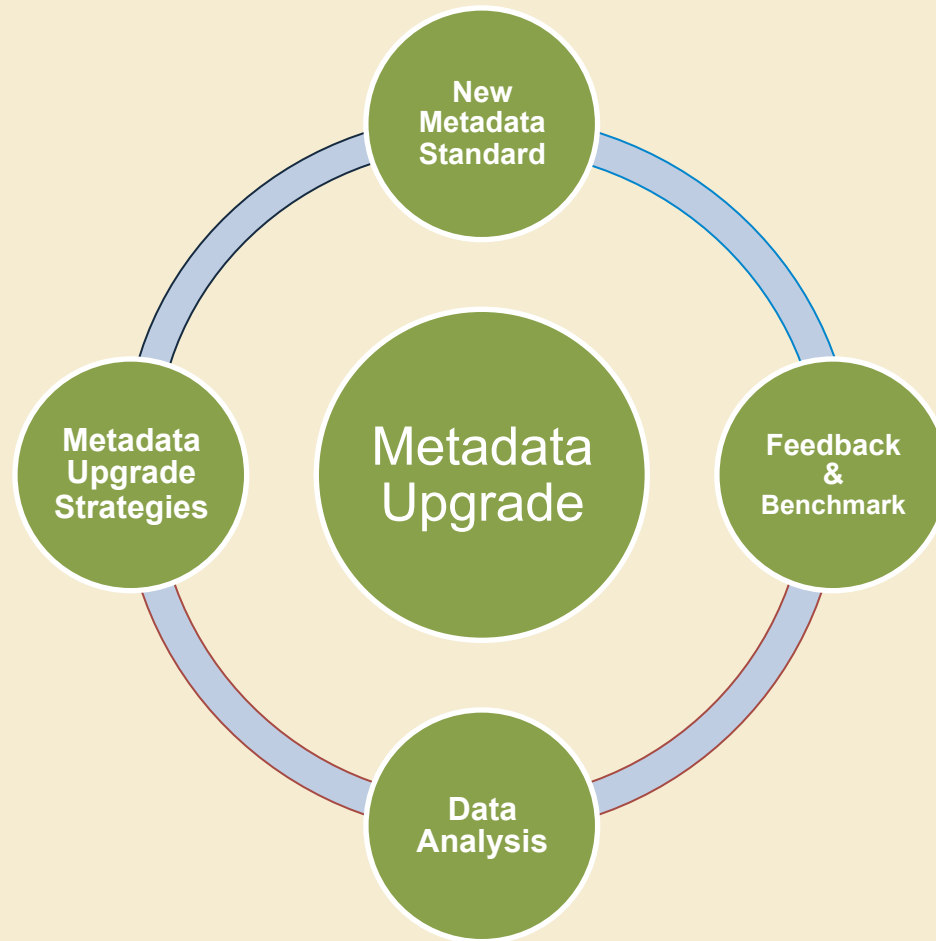 New
Metadata
Standard
Metadata
Upgrade
Strategies
Metadata
Upgrade
Feedback
&
Benchmark
Data
Analysis